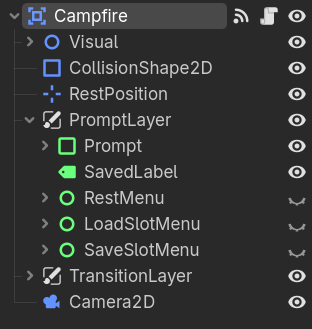 Campfire
Visual
CollisionShape2D
RestPosition
PromptLayer
Prompt
SavedLabel
RestMenu
LoadSlotMenu
SaveSlotMenu
TransitionLayer
Camera2D